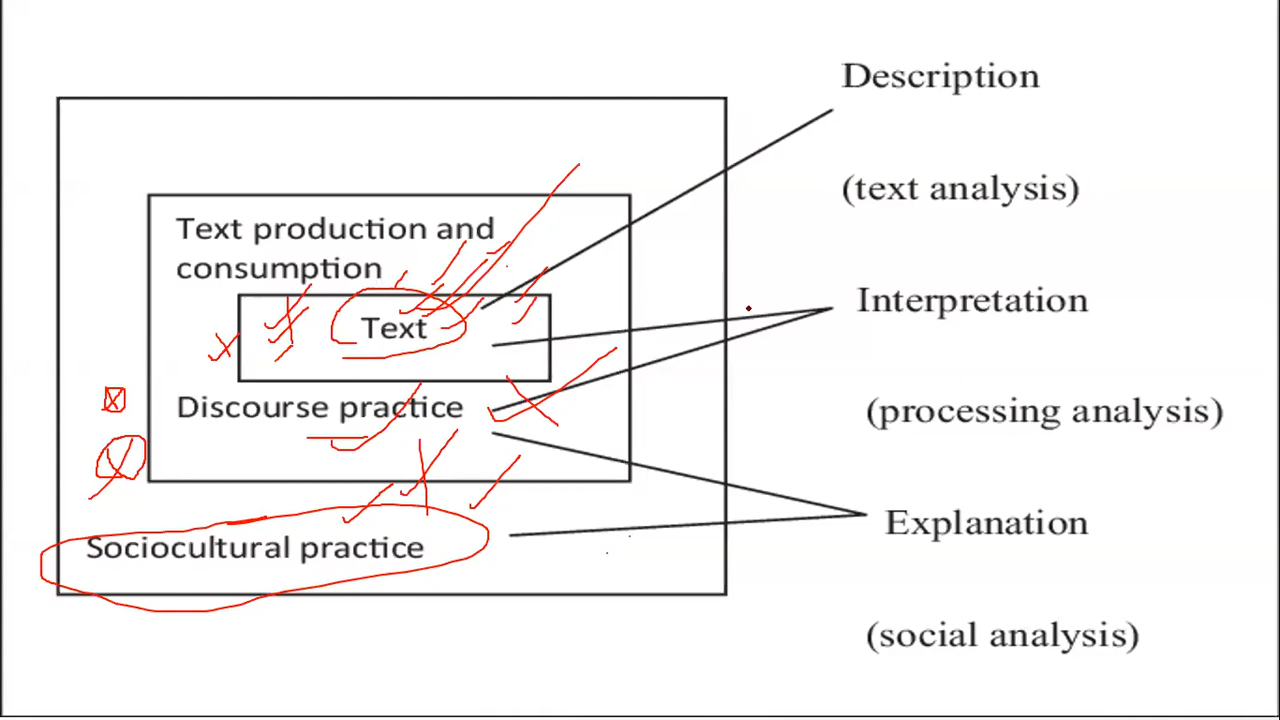 Description
(text analysis)
Text production and
consumption
Text
Interpretation
Discourse practice
(processing analysis)
Explanation
Sociocultural practice
(social analysis)